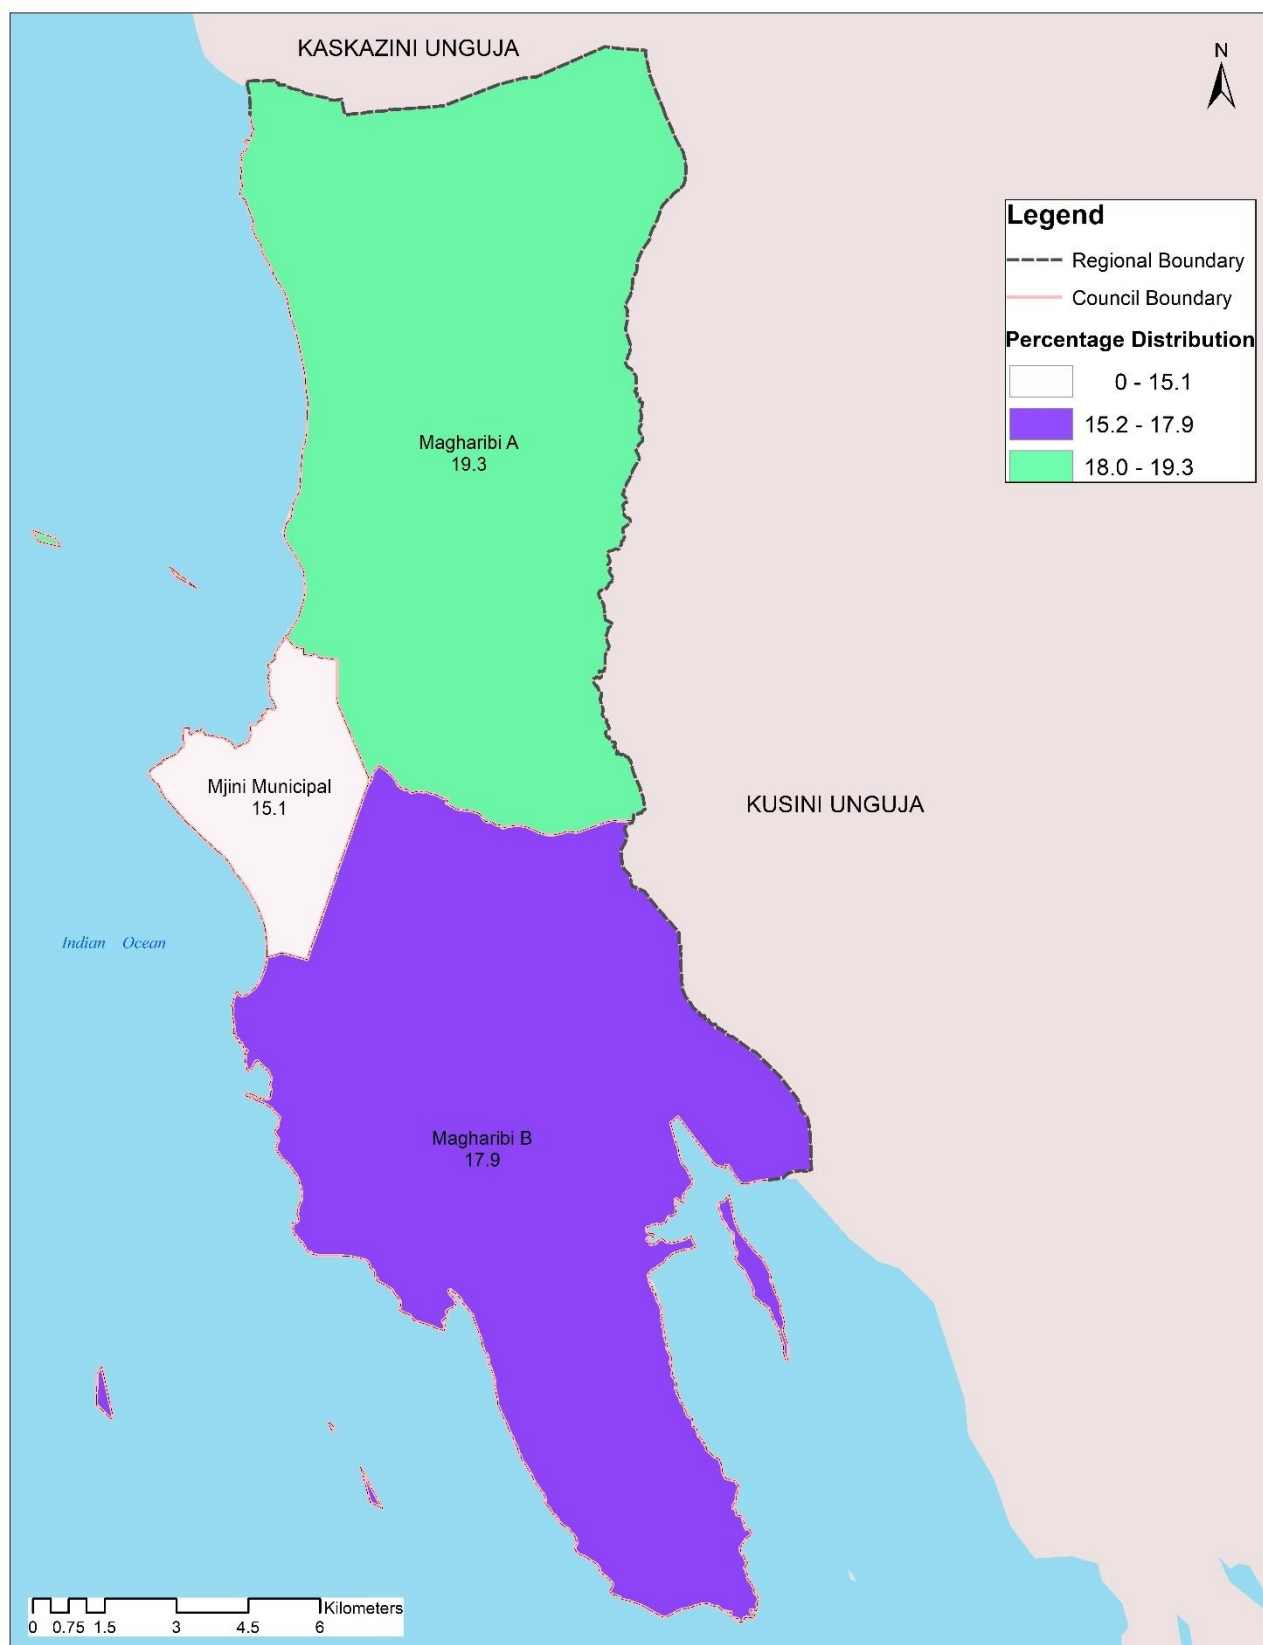 KASKAZINI UNGUJA
N
Legend
Regional Boundary
Council Boundary
Percentage Distribution
0 - 15.1
15.2 - 17.9
18.0 - 19.3
Magharibi A
19.3
Mjini Municipal
15.1
KUSINI UNGUJA
Indian Ocean
Magharibi B
17.9
Kilometers
0 0.75 1.5 3 4.5 6